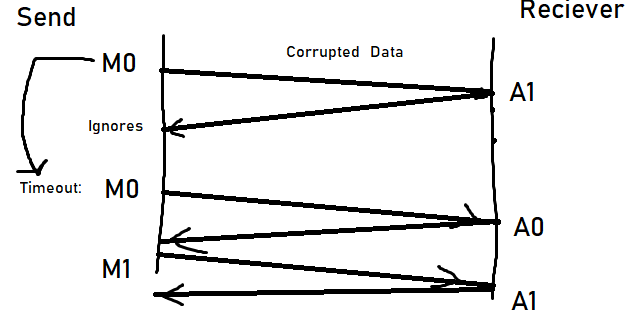 Send
Reciever
Corrupted Data
M0
A1
Ignores
Timeout: M0
A0
M1
A1